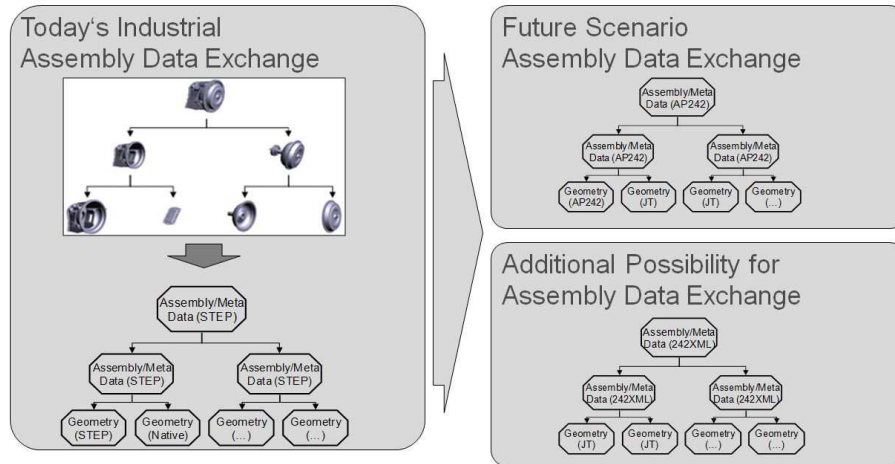 Today's Industrial
Assembly Data Exchange
Assembly/Meta
Data (STEP)
Assembly/Meta
Data (STEP)
Assembly/Meta
Data (STEP)
Geometry
(STEP)
Geometry
(Native)
Geometry
(...)
Geometry
(...)
Future Scenario
Assembly Data Exchange
Assembly/Meta
Data (AP242)
Assembly/Meta
Data (AP242)
Assembly/Meta
Data (AP242)
Geometry
(AP242)
Geometry
(JT)
Geometry
(JT)
Geometry
(...)
Additional Possibility for
Assembly Data Exchange
Assembly/Meta
Data (242XML)
Assembly/Meta
Data (242XML)
Assembly/Meta
Data (242XML)
Geometry
(JT)
Geometry
(JT)
Geometry
(...)
Geometry
(...)